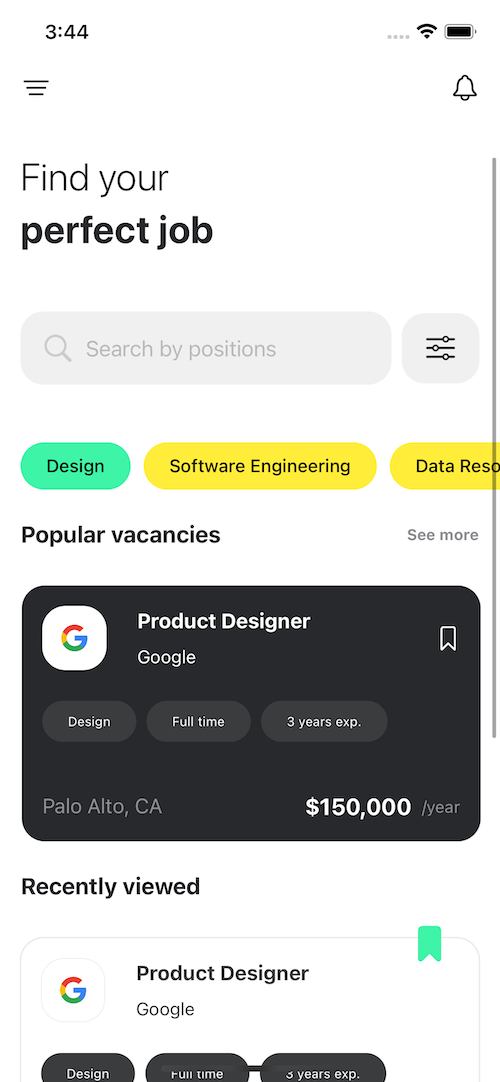 3:44
Find your
perfect job
Search by positions
Design
Software Engineering
Data Reso
Popular vacancies
See more
Product Designer
Google
Design
Full time
3 years exp.
Palo Alto, CA
$150,000 /year
Recently viewed
Product Designer
Google
Design
Full time
3 years exp.